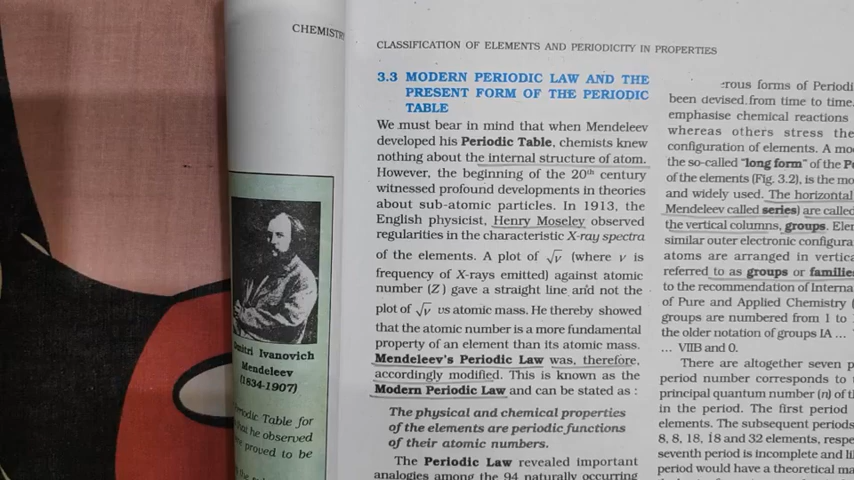 CHEMISTR
CLASSIFICATION OF ELEMENTS AND PERIODICITY IN PROPERTIES
3.3 MODERN PERIODIC LAW AND THE
PRESENT FORM OF THE PERIODIC
TABLE
We must bear in mind that when Mendeleev
developed his Periodic Table, chemists knew
nothing about the internal structure of atom.
However, the beginning of the 20th century
witnessed profound developments in theories
about sub-atomic particles. In 1913, the
English physicist, Henry Moseley observed
regularities in the characteristic X-ray spectra
of the elements. A plot of √ν (where ν is
frequency of X-rays emitted) against atomic
number (Z) gave a straight line and not the
plot of √ν vs atomic mass. He thereby showed
that the atomic number is a more fundamental
property of an element than its atomic mass.
Mendeleev's Periodic Law was, therefore,
accordingly modified. This is known as the
Modern Periodic Law and can be stated as :
The physical and chemical properties
of the elements are periodic functions
of their atomic numbers.
The Periodic Law revealed important
analogies among the 94 naturally occurring
rous forms of Periodi
been devised from time to time.
emphasise chemical reactions
whereas others stress the
configuration of elements. A mo
the so-called "long form" of the P
of the elements (Fig. 3.2), is the mo
and widely used. The horizontal
Mendeleev called series) are called
the vertical columns, groups. Ele
similar outer electronic configura
atoms are arranged in vertica
referred to as groups or familie
to the recommendation of Interna
of Pure and Applied Chemistry (
groups are numbered from 1 to
the older notation of groups IA ...
... VIIB and 0.
There are altogether seven p
period number corresponds to
principal quantum number (n) of th
in the period. The first period
elements. The subsequent periods
8, 8, 18, 18 and 32 elements, respe
seventh period is incomplete and li
period would have a theoretical ma
Dmitri Ivanovich
Mendeleev
(1834-1907)
Periodic Table for
hat he observed
e proved to be